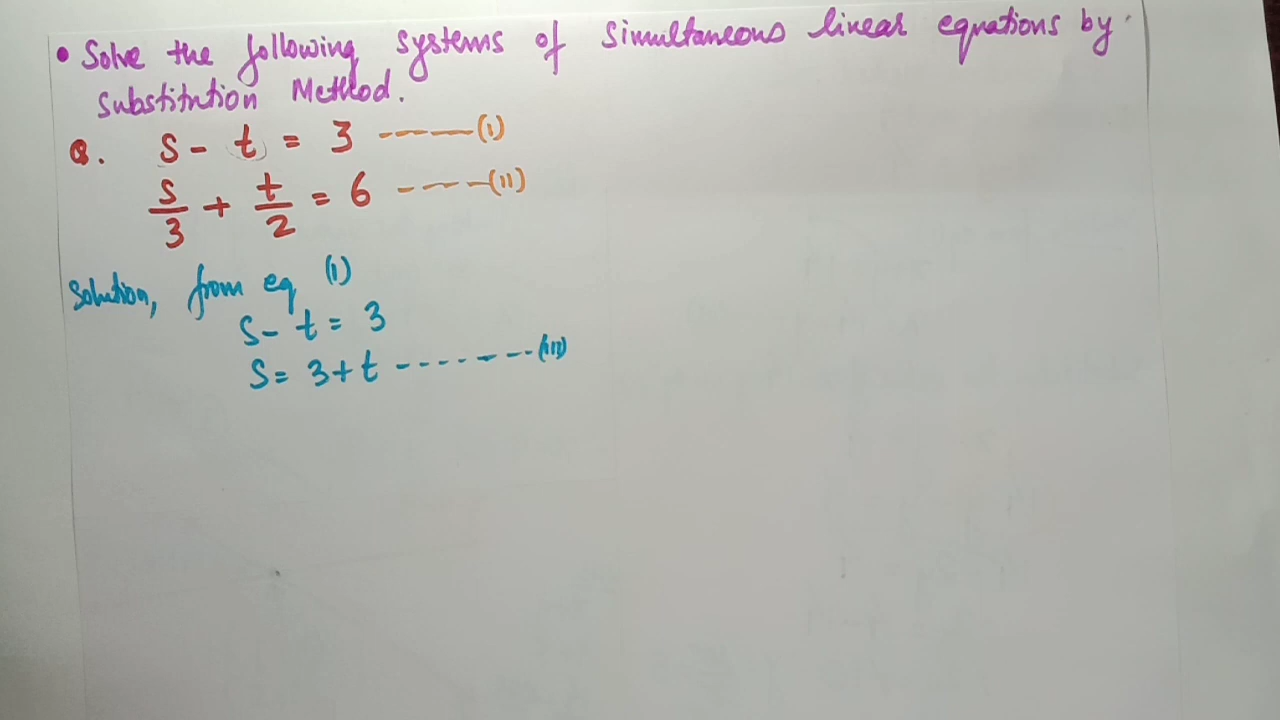 • Solve the following systems of simultaneous linear equations by
substitution Method.
Q. s - t = 3 -----(i)
s/3 + t/2 = 6 -----(ii)
Solution, from eq (i)
s - t = 3
s = 3 + t -------(iii)